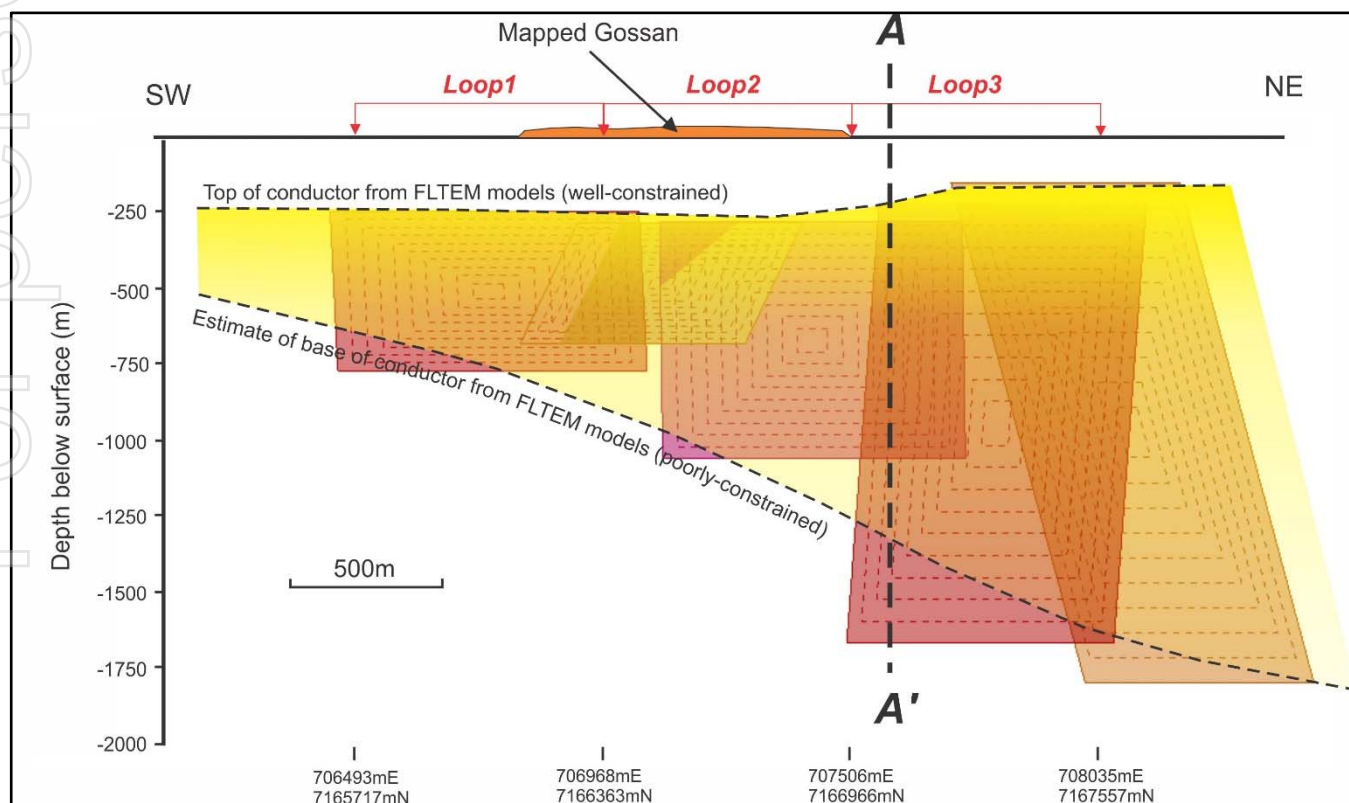 A
Mapped Gossan
SW
Loop1
Loop2
Loop3
NE
Top of conductor from FLTEM models (well-constrained)
Estimate of base of conductor from FLTEM models (poorly-constrained)
Depth below surface (m)
-250
-500
-750
-1000
-1250
-1500
-1750
-2000
500m
A'
706493mE
7165717mN
706968mE
7166363mN
707506mE
7166966mN
708035mE
7167557mN